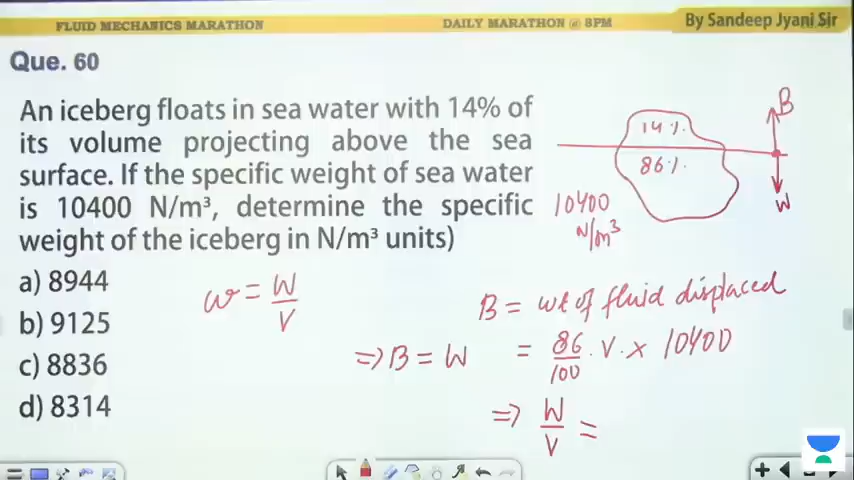 FLUID MECHANICS MARATHON
DAILY MARATHON @ 8PM
By Sandeep Jyani Sir
Que. 60
An iceberg floats in sea water with 14% of
its volume projecting above the sea
surface. If the specific weight of sea water
is 10400 N/m³, determine the specific
weight of the iceberg in N/m³ units)
a) 8944
b) 9125
c) 8836
d) 8314
14%.
86%.
B
W
10400
N/m³
w = W/V
B = wt of fluid displaced
⇒ B = W = 86/100 . V . × 10400
⇒ W/V =